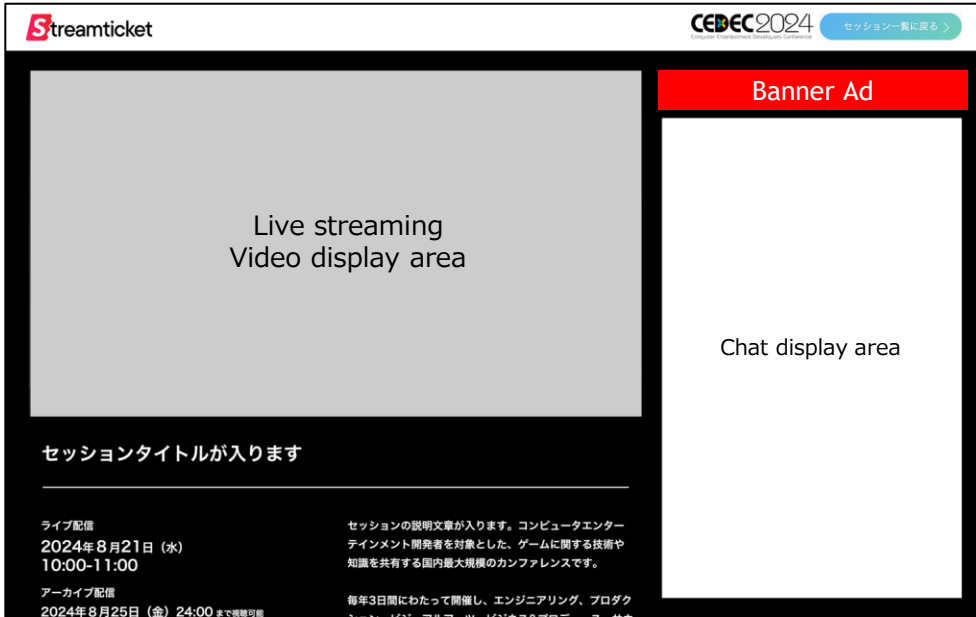 Streamticket
CEDEC2024
Computer Entertainment Developers Conference
セッション一覧に戻る 〉
Banner Ad
Live streaming
Video display area
Chat display area
セッションタイトルが入ります
ライブ配信
2024年8月21日（水）
10:00-11:00
アーカイブ配信
2024年8月25日（金）24:00 まで視聴可能
セッションの説明文章が入ります。コンピュータエンター
テインメント開発者を対象とした、ゲームに関する技術や
知識を共有する国内最大規模のカンファレンスです。
毎年3日間にわたって開催し、エンジニアリング、プロダク